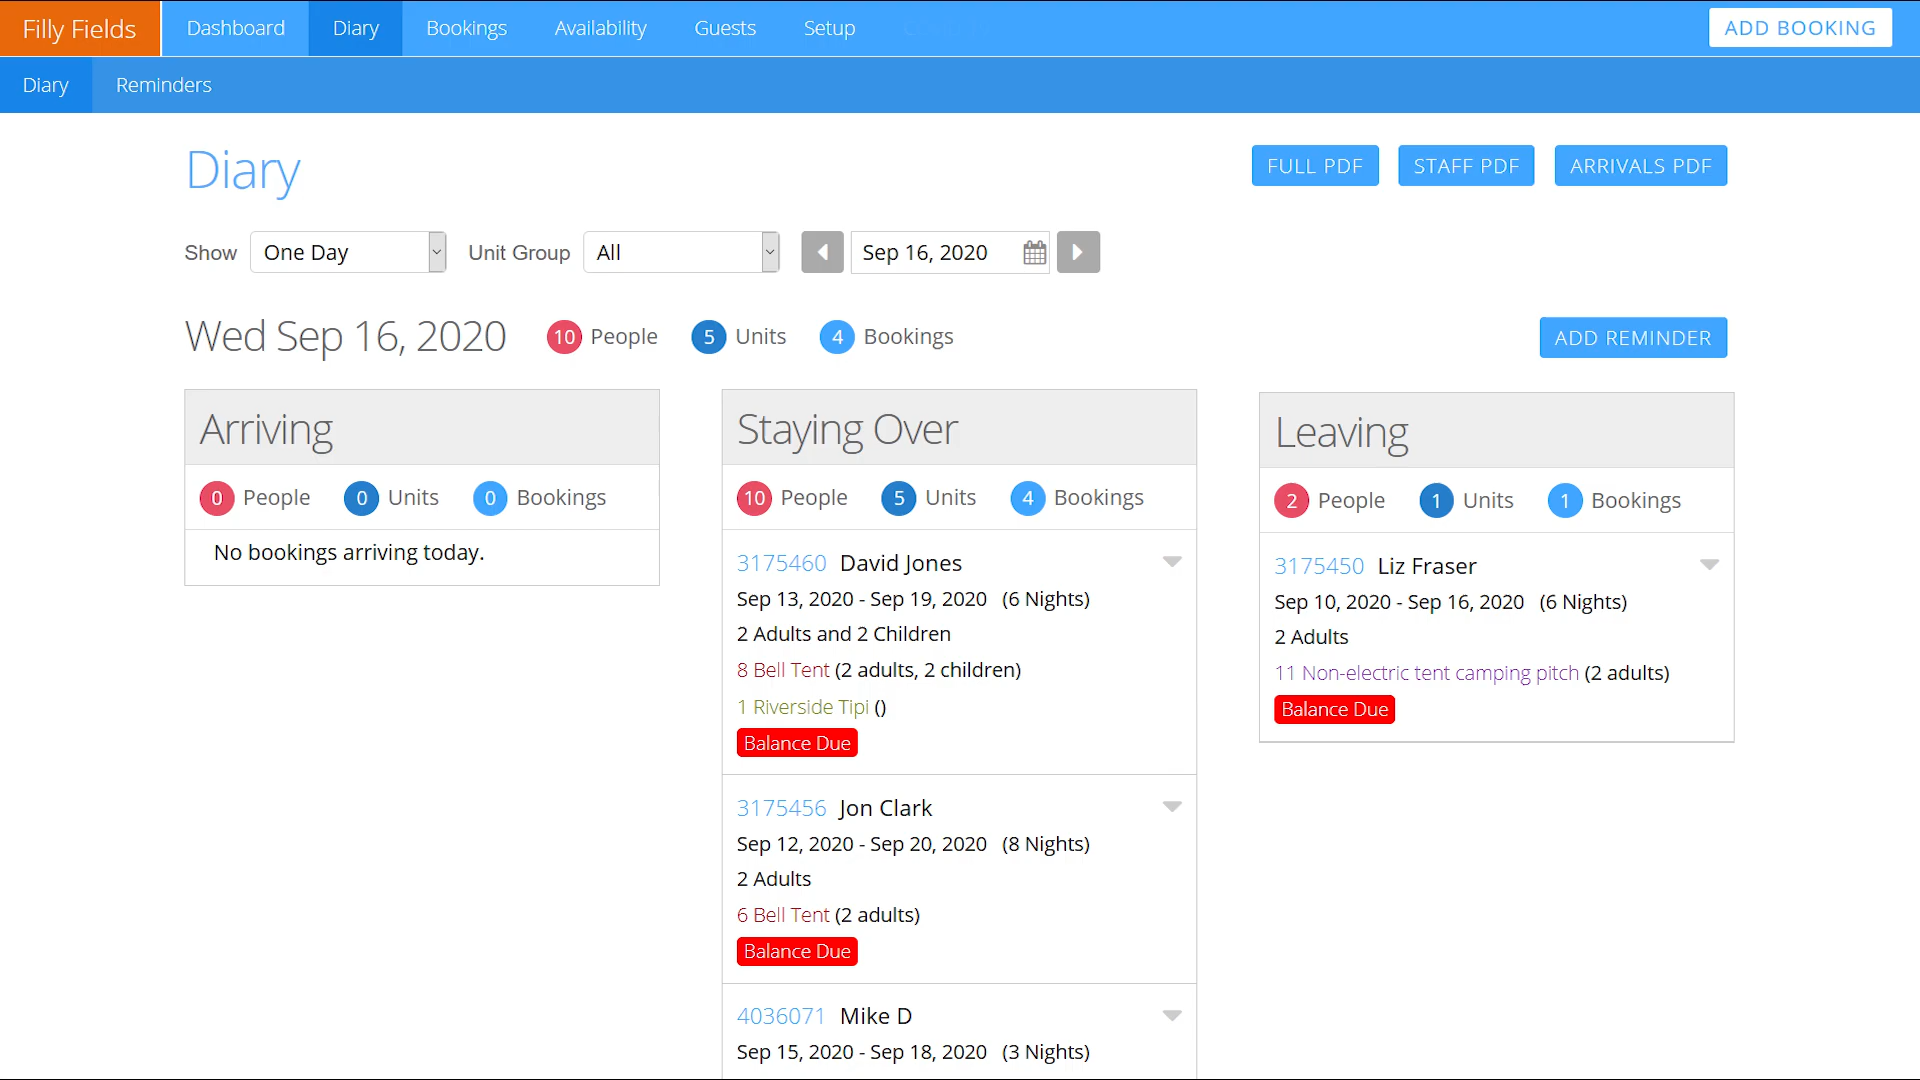 Filly Fields Dashboard Diary Bookings Availability Guests Setup ADD BOOKING
Diary Reminders
Diary FULL PDF STAFF PDF ARRIVALS PDF
Show One Day Unit Group All Sep 16, 2020
Wed Sep 16, 2020 10 People 5 Units 4 Bookings ADD REMINDER
Arriving
0 People 0 Units 0 Bookings
No bookings arriving today.
Staying Over
10 People 5 Units 4 Bookings
3175460 David Jones
Sep 13, 2020 - Sep 19, 2020 (6 Nights)
2 Adults and 2 Children
8 Bell Tent (2 adults, 2 children)
1 Riverside Tipi ()
Balance Due
3175456 Jon Clark
Sep 12, 2020 - Sep 20, 2020 (8 Nights)
2 Adults
6 Bell Tent (2 adults)
Balance Due
4036071 Mike D
Sep 15, 2020 - Sep 18, 2020 (3 Nights)
Leaving
2 People 1 Units 1 Bookings
3175450 Liz Fraser
Sep 10, 2020 - Sep 16, 2020 (6 Nights)
2 Adults
11 Non-electric tent camping pitch (2 adults)
Balance Due